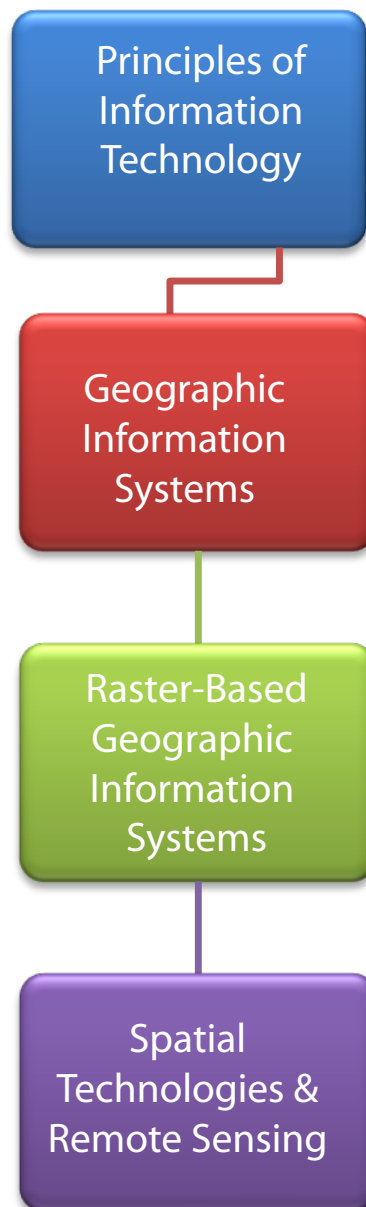 Principles of
Information
Technology
Geographic
Information
Systems
Raster-Based
Geographic
Information
Systems
Spatial
Technologies &
Remote Sensing